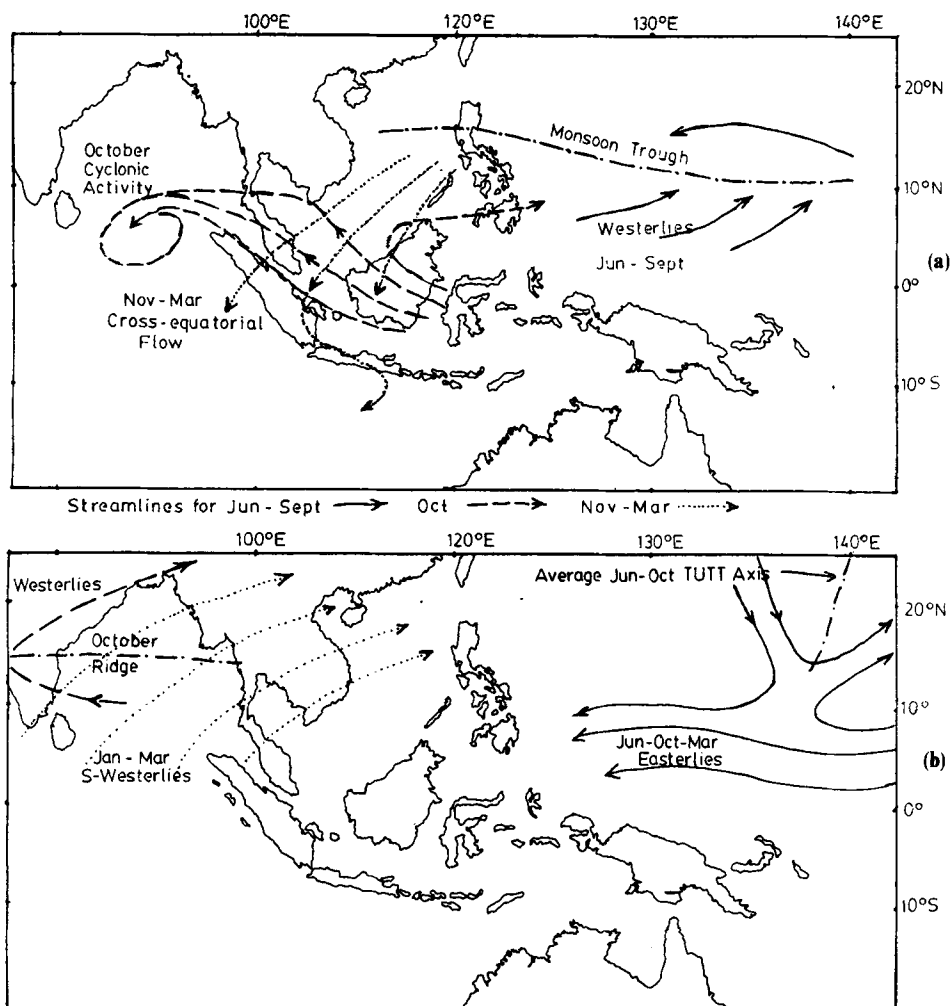 100°E 120°E 130°E 140°E
20°N
October
Cyclonic
Activity
Monsoon Trough
10°N
Westerlies
(a)
Jun - Sept
0°
Nov - Mar
Cross-equatorial
Flow
10°S
Streamlines for Jun - Sept Oct Nov - Mar
100°E 120°E 130°E 140°E
Westerlies
Average Jun-Oct TUTT Axis
20°N
October
Ridge
10°
Jan - Mar
S-Westerlies
Jun-Oct-Mar
Easterlies
(b)
0°
10°S